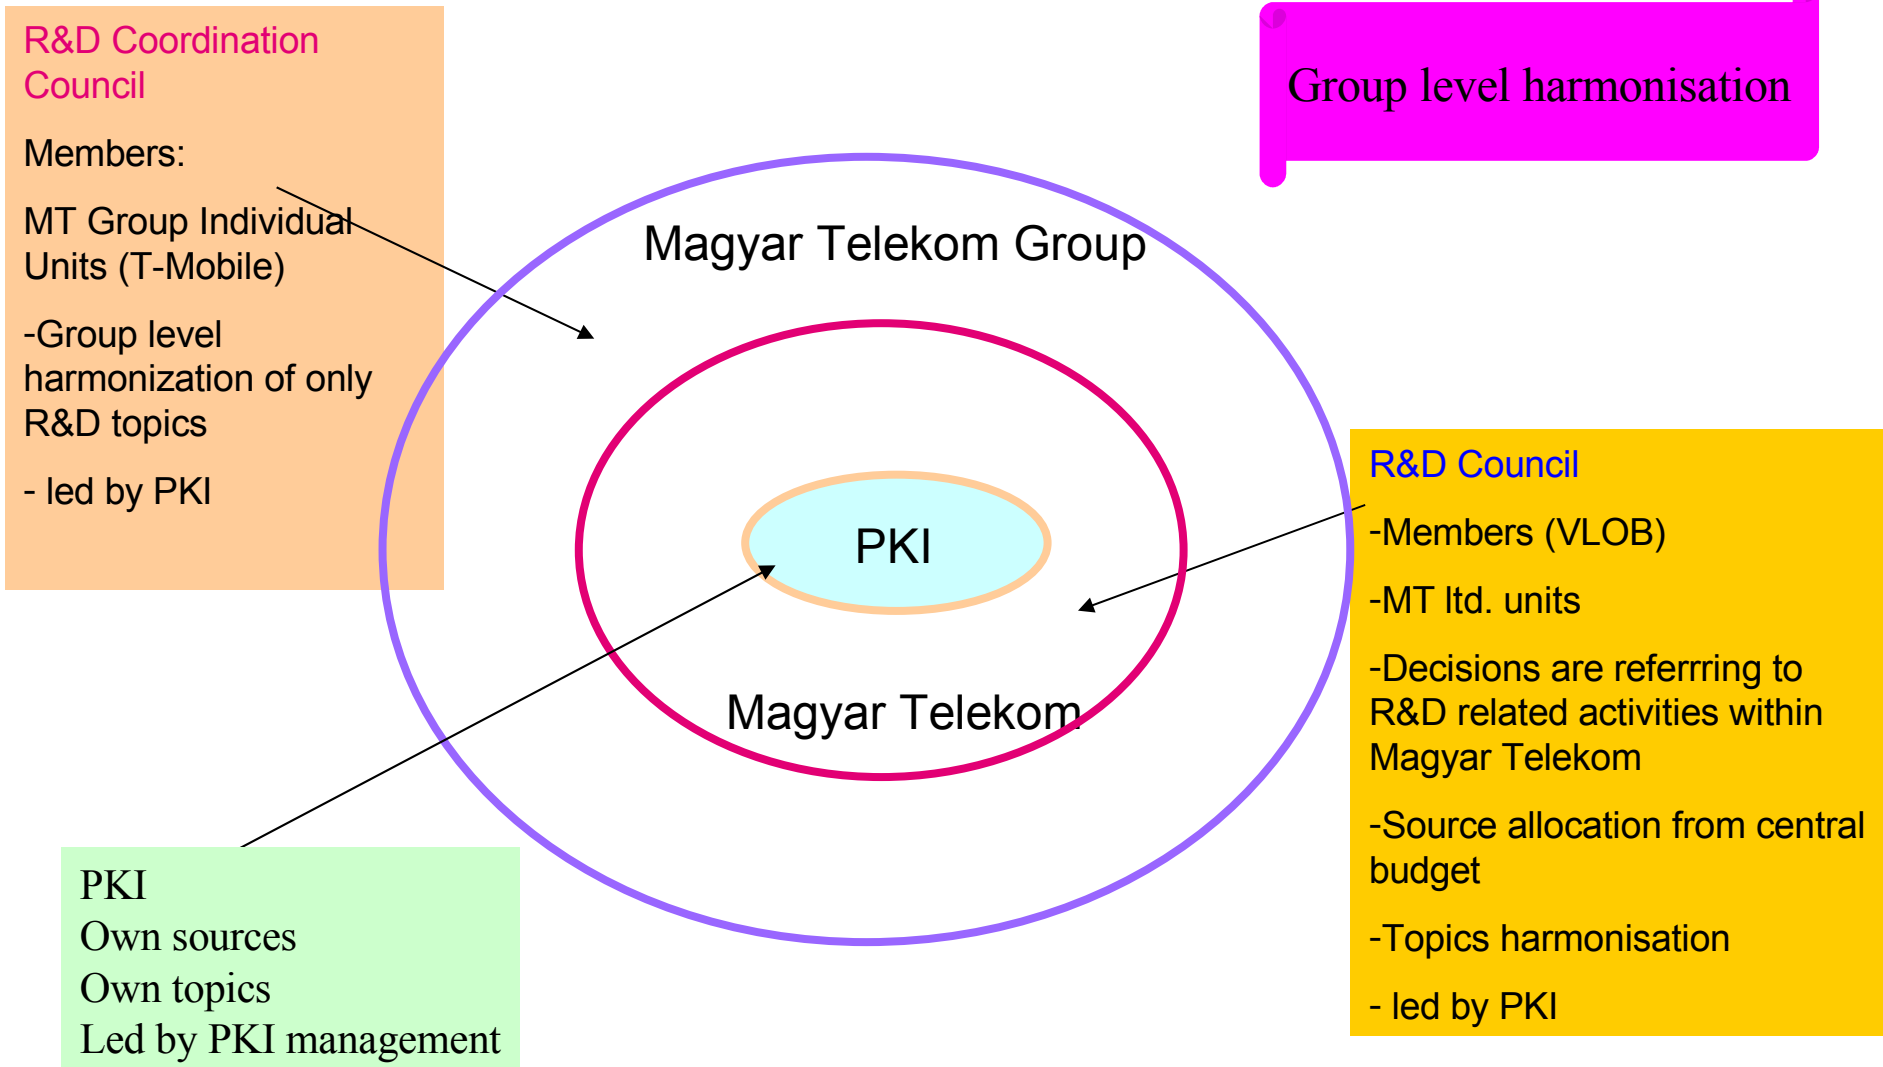 R&D Coordination
Council
Members:
MT Group Individual
Units (T-Mobile)
-Group level
harmonization of only
R&D topics
- led by PKI
Group level harmonisation
Magyar Telekom Group
PKI
Magyar Telekom
R&D Council
-Members (VLOB)
-MT ltd. units
-Decisions are referrring to
R&D related activities within
Magyar Telekom
-Source allocation from central
budget
-Topics harmonisation
- led by PKI
PKI
Own sources
Own topics
Led by PKI management